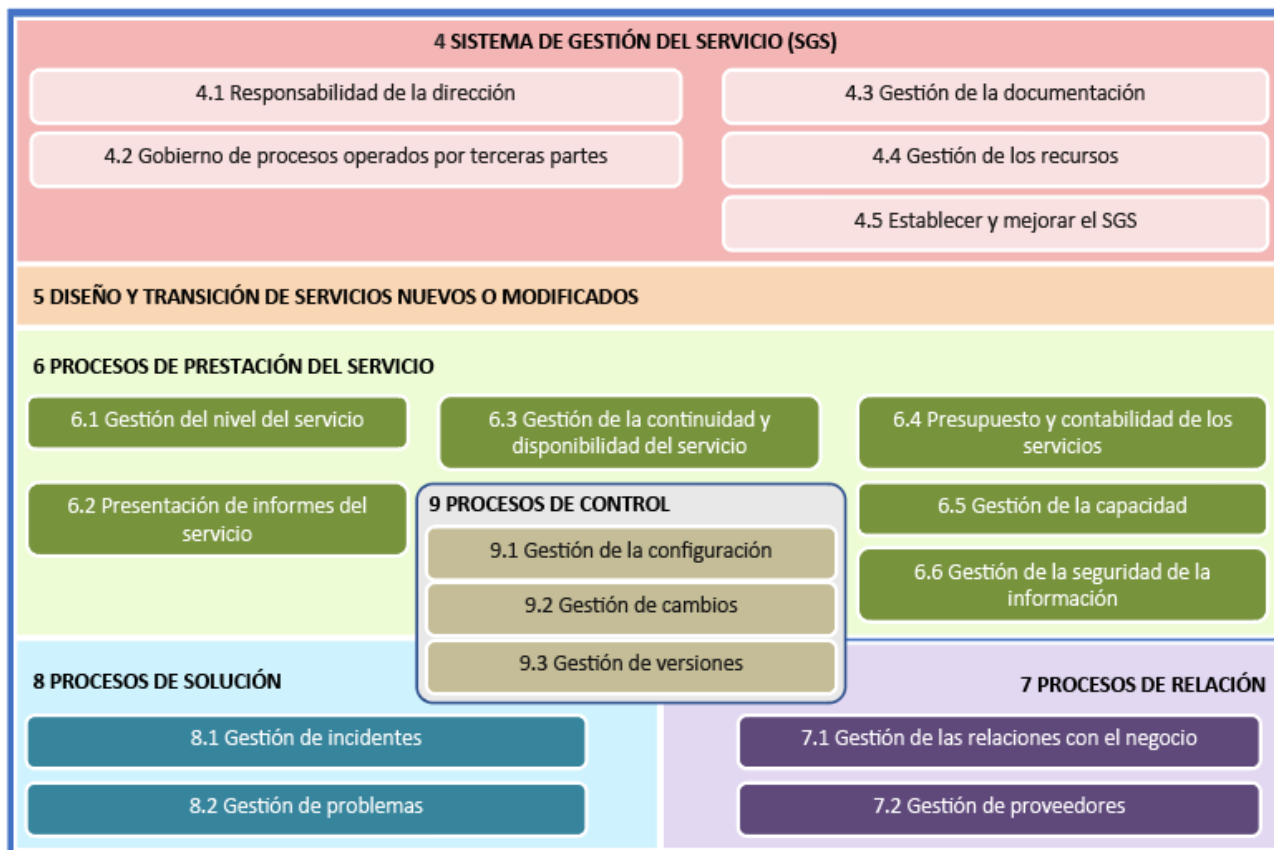 4 SISTEMA DE GESTIÓN DEL SERVICIO (SGS)
4.1 Responsabilidad de la dirección
4.2 Gobierno de procesos operados por terceras partes
4.3 Gestión de la documentación
4.4 Gestión de los recursos
4.5 Establecer y mejorar el SGS
5 DISEÑO Y TRANSICIÓN DE SERVICIOS NUEVOS O MODIFICADOS
6 PROCESOS DE PRESTACIÓN DEL SERVICIO
6.1 Gestión del nivel del servicio
6.2 Presentación de informes del
servicio
6.3 Gestión de la continuidad y
disponibilidad del servicio
6.4 Presupuesto y contabilidad de los
servicios
6.5 Gestión de la capacidad
6.6 Gestión de la seguridad de la
información
9 PROCESOS DE CONTROL
9.1 Gestión de la configuración
9.2 Gestión de cambios
9.3 Gestión de versiones
8 PROCESOS DE SOLUCIÓN
8.1 Gestión de incidentes
8.2 Gestión de problemas
7 PROCESOS DE RELACIÓN
7.1 Gestión de las relaciones con el negocio
7.2 Gestión de proveedores